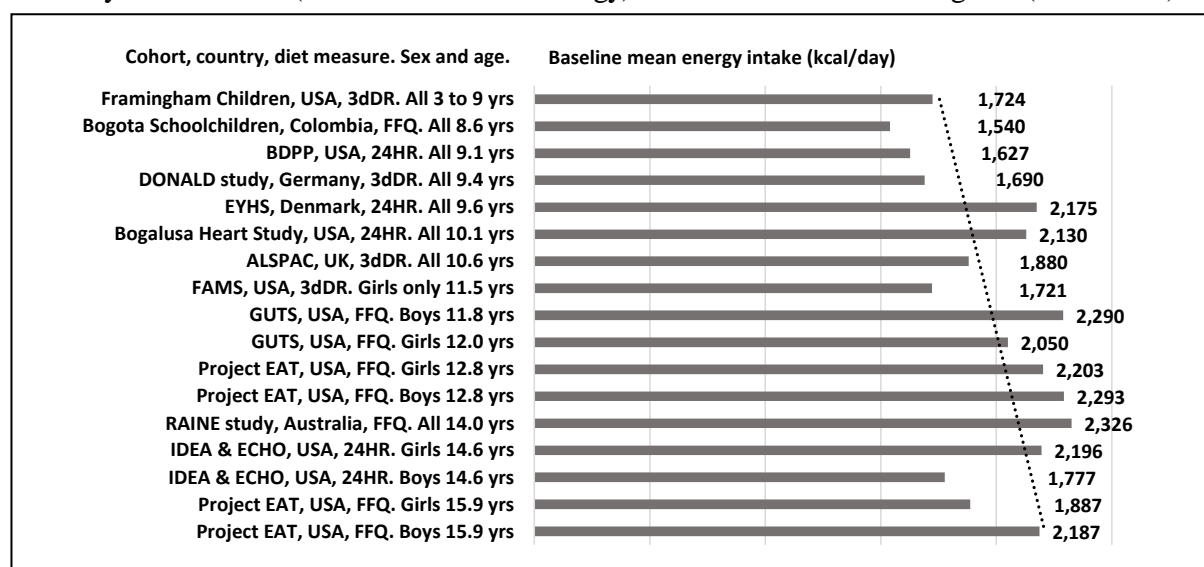 Cohort, country, diet measure. Sex and age. Baseline mean energy intake (kcal/day)
Framingham Children, USA, 3dDR. All 3 to 9 yrs 1,724
Bogota Schoolchildren, Colombia, FFQ. All 8.6 yrs 1,540
BDPP, USA, 24HR. All 9.1 yrs 1,627
DONALD study, Germany, 3dDR. All 9.4 yrs 1,690
EYHS, Denmark, 24HR. All 9.6 yrs 2,175
Bogalusa Heart Study, USA, 24HR. All 10.1 yrs 2,130
ALSPAC, UK, 3dDR. All 10.6 yrs 1,880
FAMS, USA, 3dDR. Girls only 11.5 yrs 1,721
GUTS, USA, FFQ. Boys 11.8 yrs 2,290
GUTS, USA, FFQ. Girls 12.0 yrs 2,050
Project EAT, USA, FFQ. Girls 12.8 yrs 2,203
Project EAT, USA, FFQ. Boys 12.8 yrs 2,293
RAINE study, Australia, FFQ. All 14.0 yrs 2,326
IDEA & ECHO, USA, 24HR. Girls 14.6 yrs 2,196
IDEA & ECHO, USA, 24HR. Boys 14.6 yrs 1,777
Project EAT, USA, FFQ. Girls 15.9 yrs 1,887
Project EAT, USA, FFQ. Boys 15.9 yrs 2,187